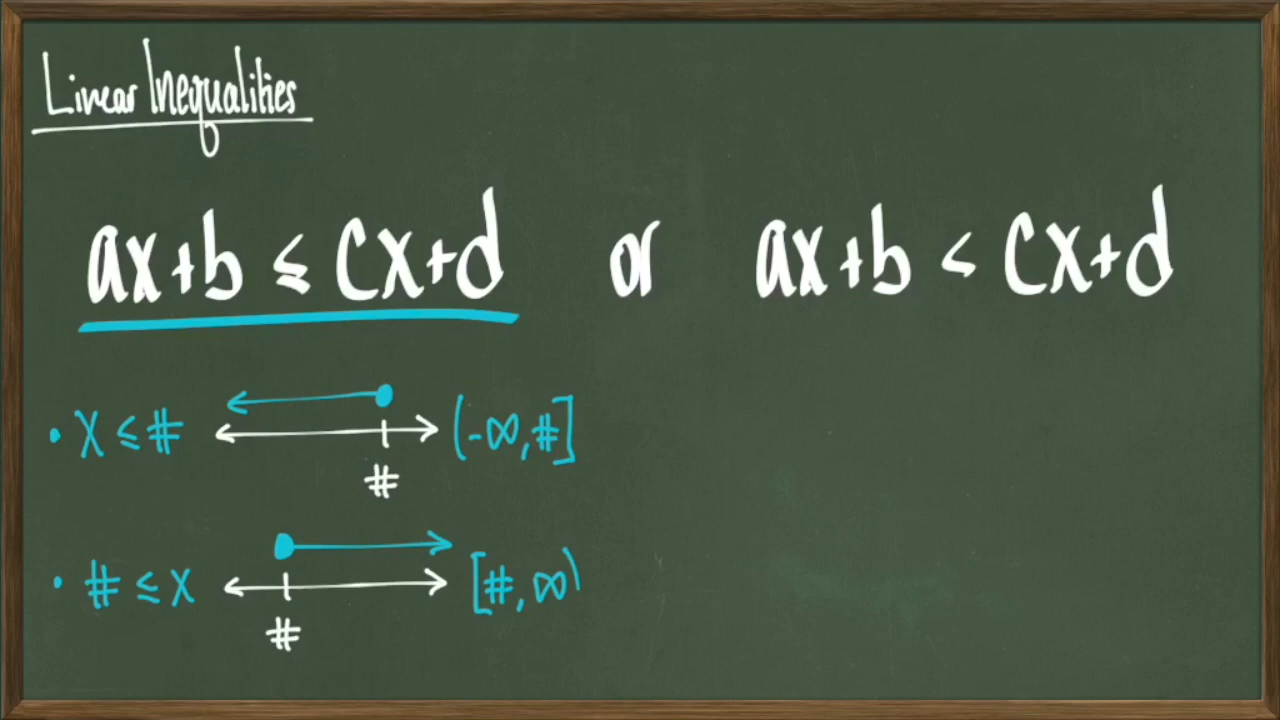 Linear Inequalities
ax+b ≤ cx+d or ax+b < cx+d
• x ≤ # (-∞, #]
#
• # ≤ x [#, ∞)
#